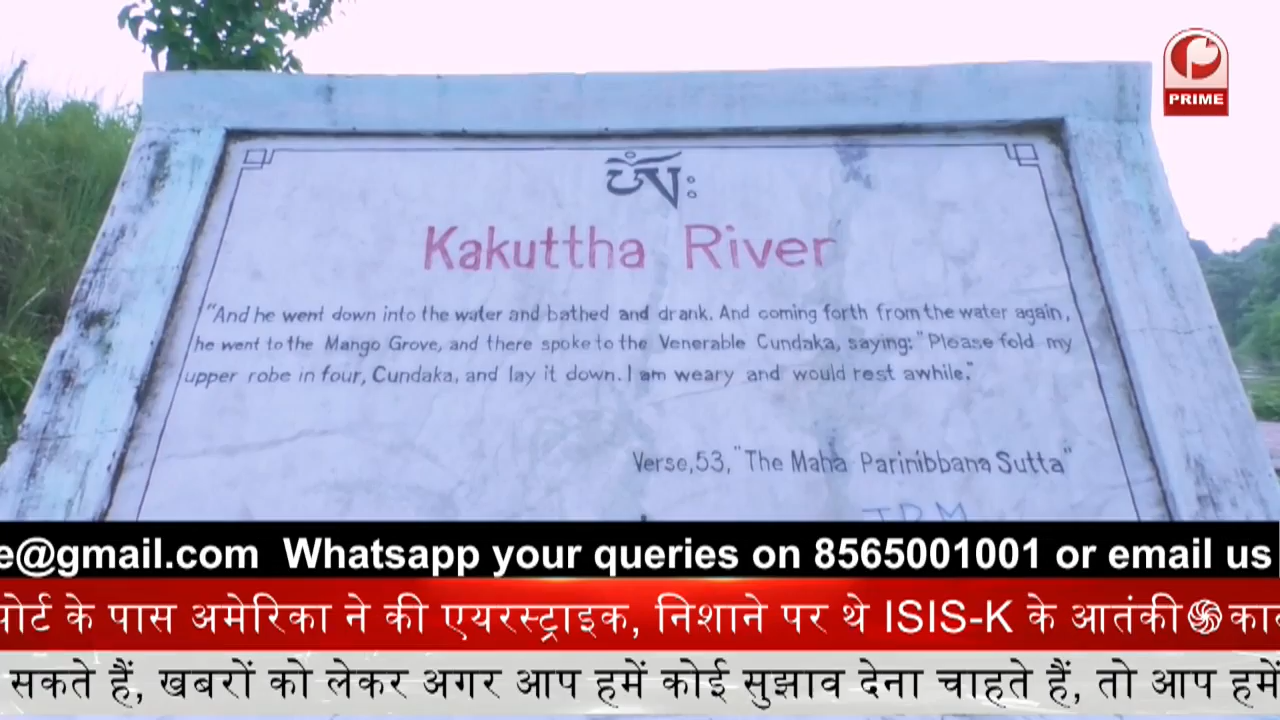 PRIME
Kakuttha River
"And he went down into the water and bathed and drank. And coming forth from the water again,
he went to the Mango Grove, and there spoke to the Venerable Cundaka, saying: "Please fold my
upper robe in four, Cundaka, and lay it down. I am weary and would rest awhile."
Verse,53, "The Maha Parinibbana Sutta"
e@gmail.com Whatsapp your queries on 8565001001 or email us
पोर्ट के पास अमेरिका ने की एयरस्ट्राइक, निशाने पर थे ISIS-K के आतंकी
सकते हैं, खबरों को लेकर अगर आप हमें कोई सुझाव देना चाहते हैं, तो आप हमें